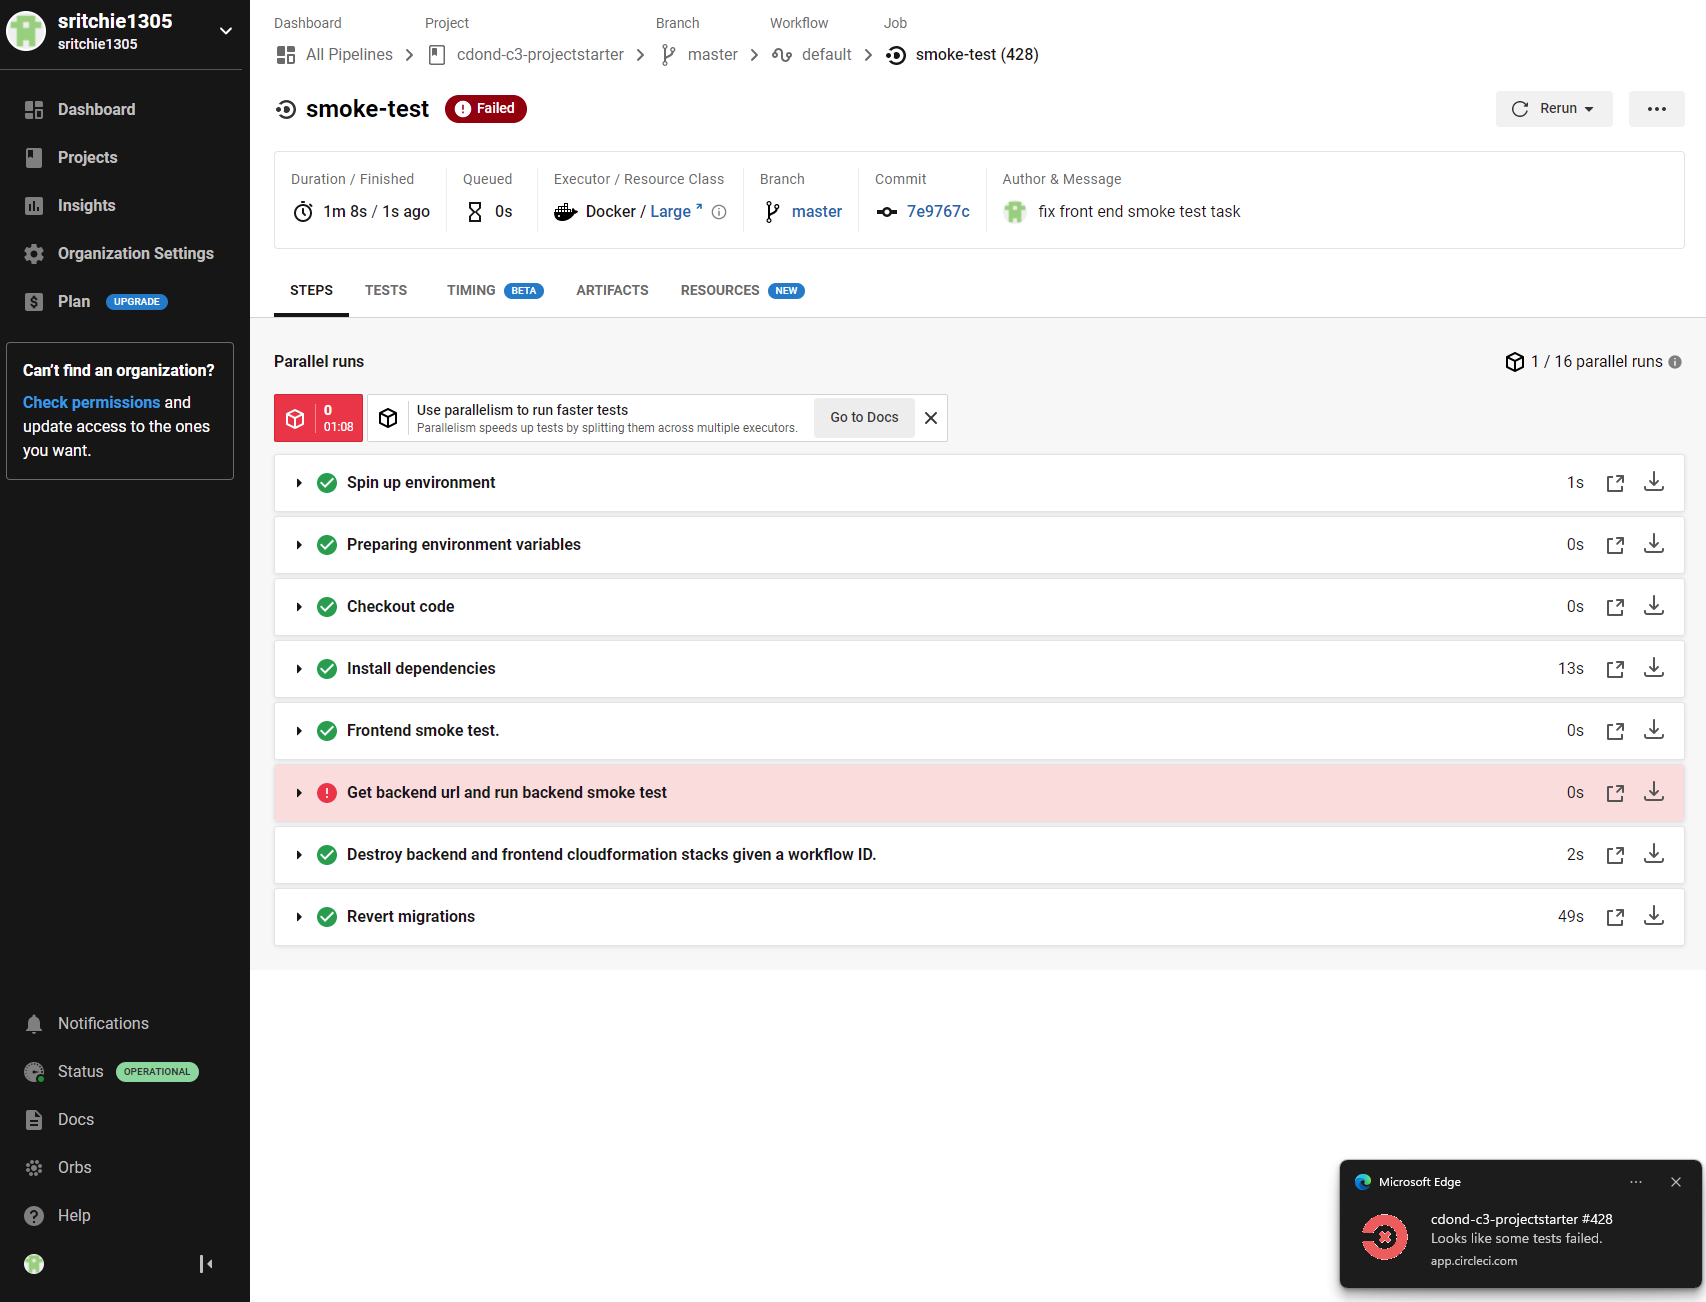 sritchie1305
sritchie1305
Dashboard
Projects
Insights
Organization Settings
Plan UPGRADE
Can't find an organization?
Check permissions and
update access to the ones
you want.
Notifications
Status OPERATIONAL
Docs
Orbs
Help
Dashboard Project Branch Workflow Job
All Pipelines cdond-c3-projectstarter master default smoke-test (428)
smoke-test Failed
Rerun
Duration / Finished Queued Executor / Resource Class Branch Commit Author & Message
1m 8s / 1s ago 0s Docker / Large master 7e9767c fix front end smoke test task
STEPS TESTS TIMING BETA ARTIFACTS RESOURCES NEW
Parallel runs 1 / 16 parallel runs
0
01:08
Use parallelism to run faster tests
Parallelism speeds up tests by splitting them across multiple executors.
Go to Docs
Spin up environment 1s
Preparing environment variables 0s
Checkout code 0s
Install dependencies 13s
Frontend smoke test. 0s
Get backend url and run backend smoke test 0s
Destroy backend and frontend cloudformation stacks given a workflow ID. 2s
Revert migrations 49s
Microsoft Edge
cdond-c3-projectstarter #428
Looks like some tests failed.
app.circleci.com